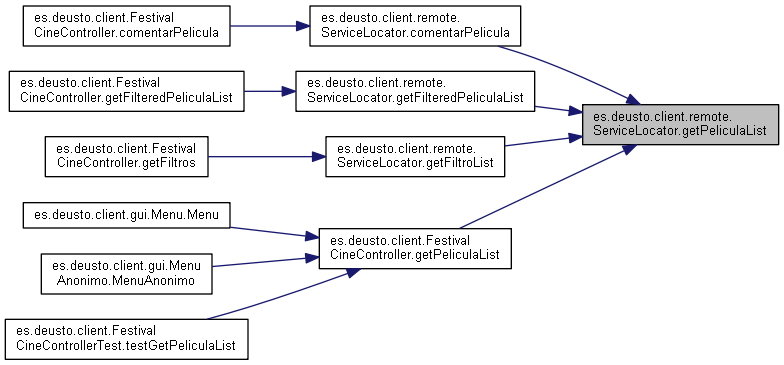 es.deusto.client.Festival
CineController.comentarPelicula
es.deusto.client.remote.
ServiceLocator.comentarPelicula
es.deusto.client.Festival
CineController.getFilteredPeliculaList
es.deusto.client.remote.
ServiceLocator.getFilteredPeliculaList
es.deusto.client.remote.
ServiceLocator.getPeliculaList
es.deusto.client.Festival
CineController.getFiltros
es.deusto.client.remote.
ServiceLocator.getFiltroList
es.deusto.client.gui.Menu.Menu
es.deusto.client.Festival
CineController.getPeliculaList
es.deusto.client.gui.Menu
Anonimo.MenuAnonimo
es.deusto.client.Festival
CineControllerTest.testGetPeliculaList